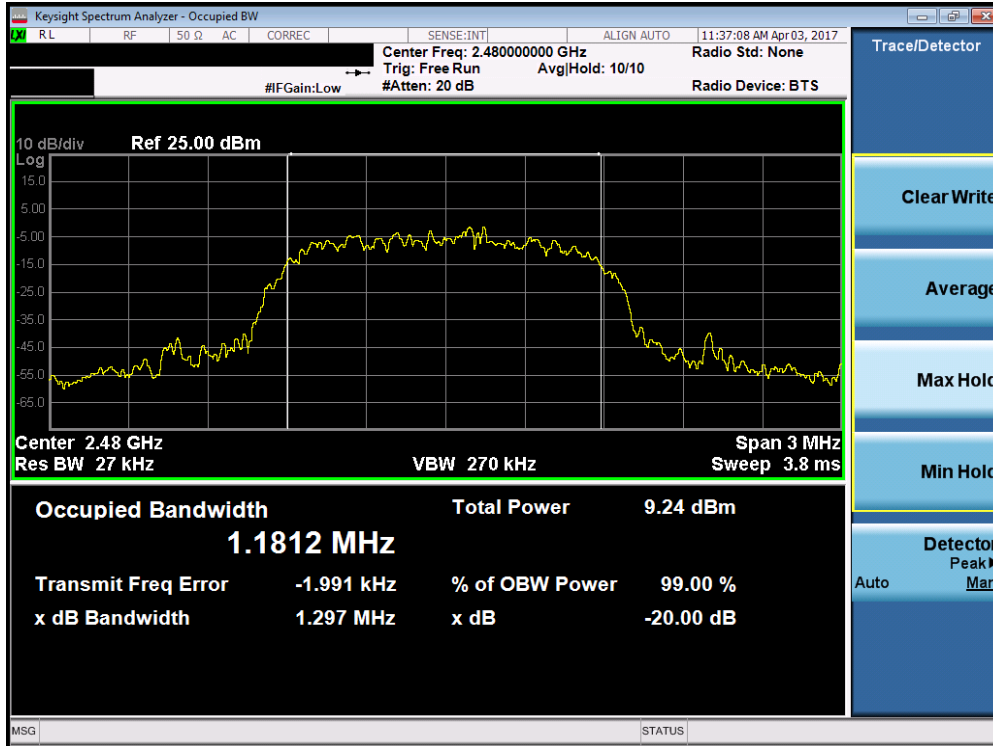 Keysight Spectrum Analyzer - Occupied BW
LXI RL RF 50 Ω AC CORREC SENSE:INT ALIGN AUTO 11:37:08 AM Apr 03, 2017
Center Freq: 2.480000000 GHz Radio Std: None
Trig: Free Run Avg|Hold: 10/10
#IFGain:Low #Atten: 20 dB Radio Device: BTS
Trace/Detector
10 dB/div Ref 25.00 dBm
Log
15.0
5.00
-5.00
-15.0
-25.0
-35.0
-45.0
-55.0
-65.0
Center 2.48 GHz Span 3 MHz
Res BW 27 kHz VBW 270 kHz Sweep 3.8 ms
Occupied Bandwidth Total Power 9.24 dBm
1.1812 MHz
Transmit Freq Error -1.991 kHz % of OBW Power 99.00 %
x dB Bandwidth 1.297 MHz x dB -20.00 dB
Clear Write
Average
Max Hold
Min Hold
Detector
Peak
Auto Man
MSG STATUS